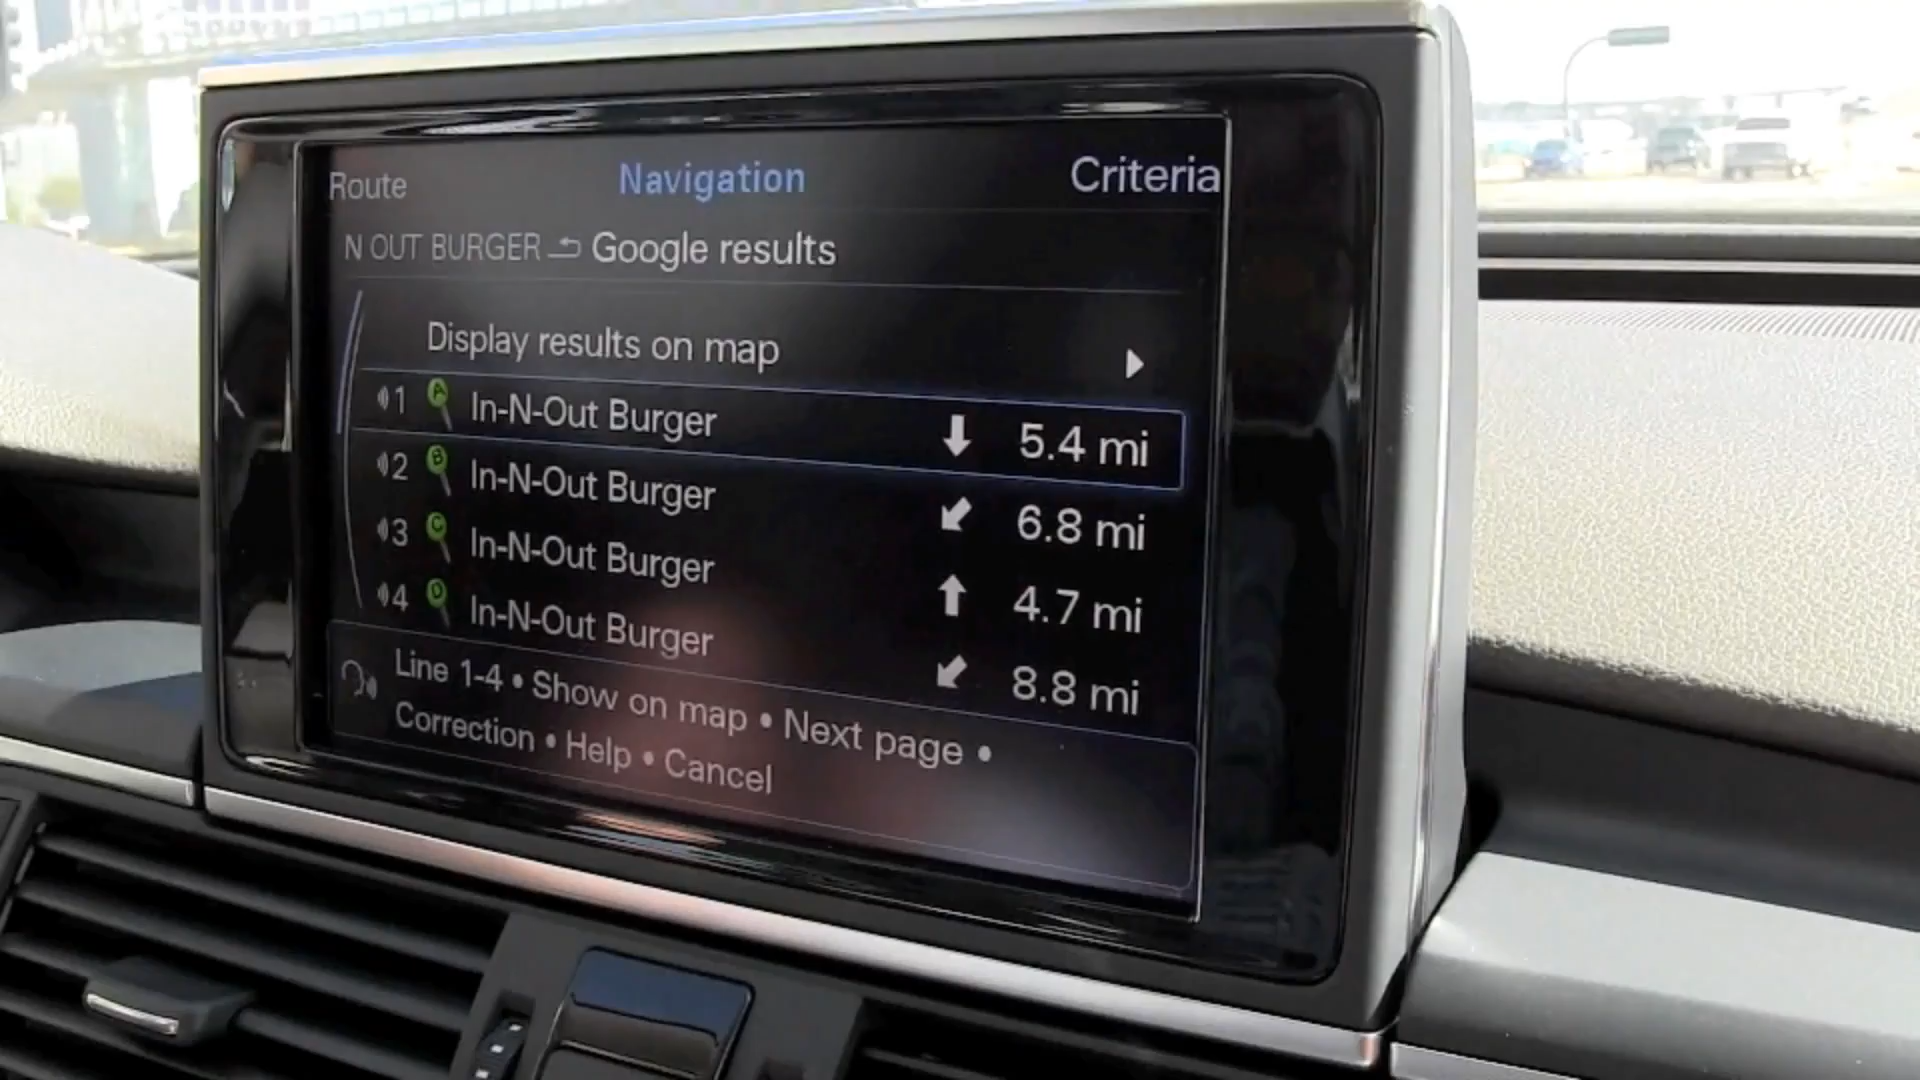 Route Navigation Criteria
N OUT BURGER Google results
Display results on map
1 A In-N-Out Burger 5.4 mi
2 B In-N-Out Burger 6.8 mi
3 C In-N-Out Burger 4.7 mi
4 D In-N-Out Burger 8.8 mi
Line 1-4 • Show on map • Next page •
Correction • Help • Cancel